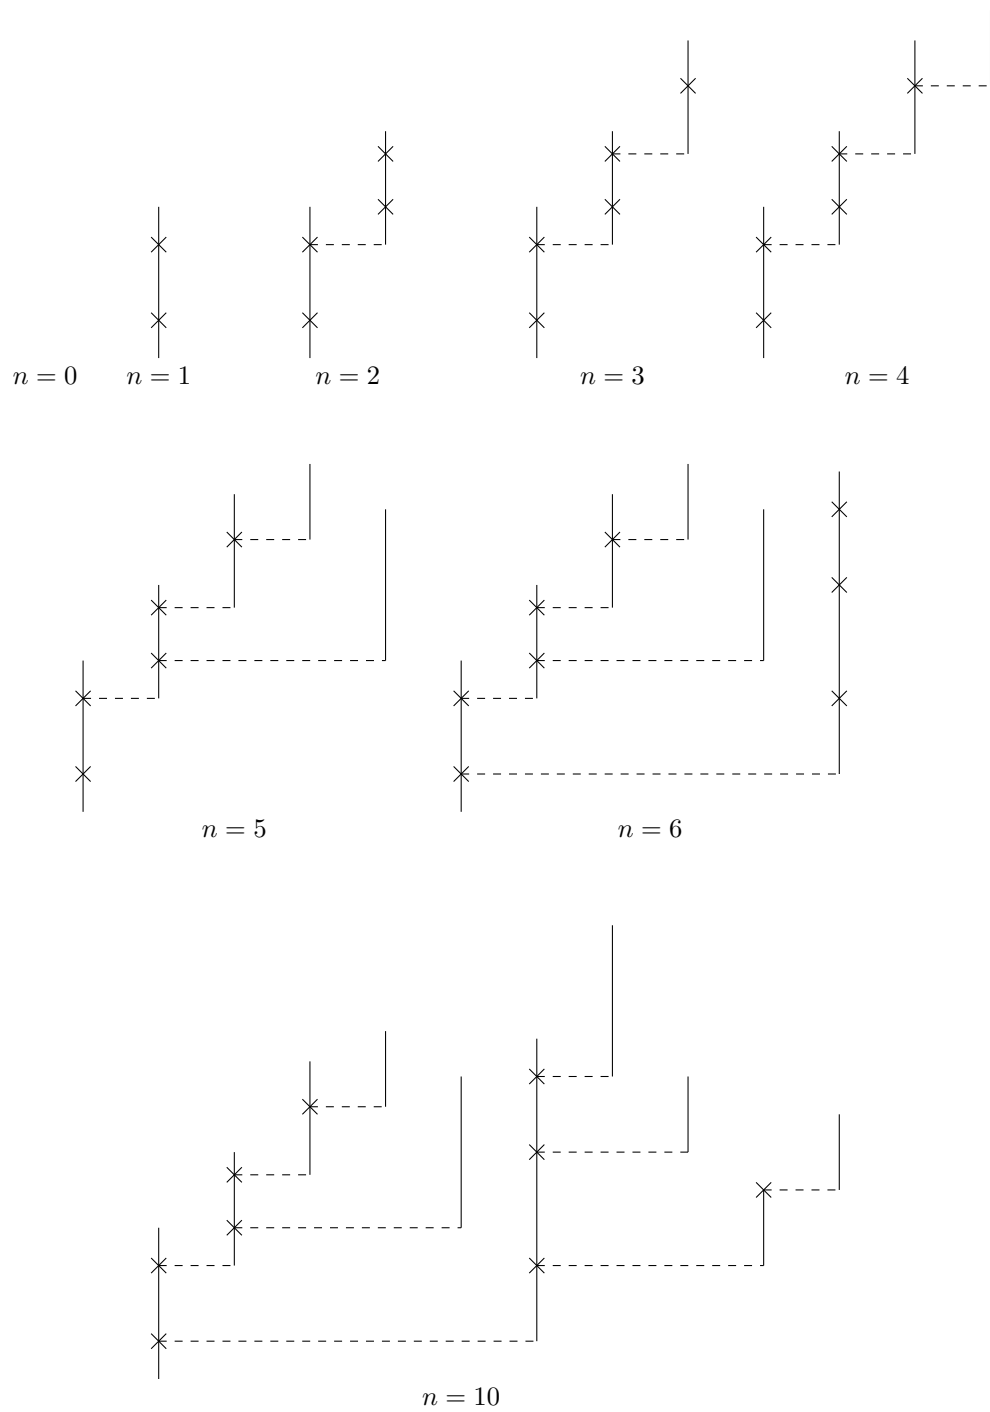 n = 0 n = 1 n = 2 n = 3 n = 4
n = 5 n = 6
n = 10